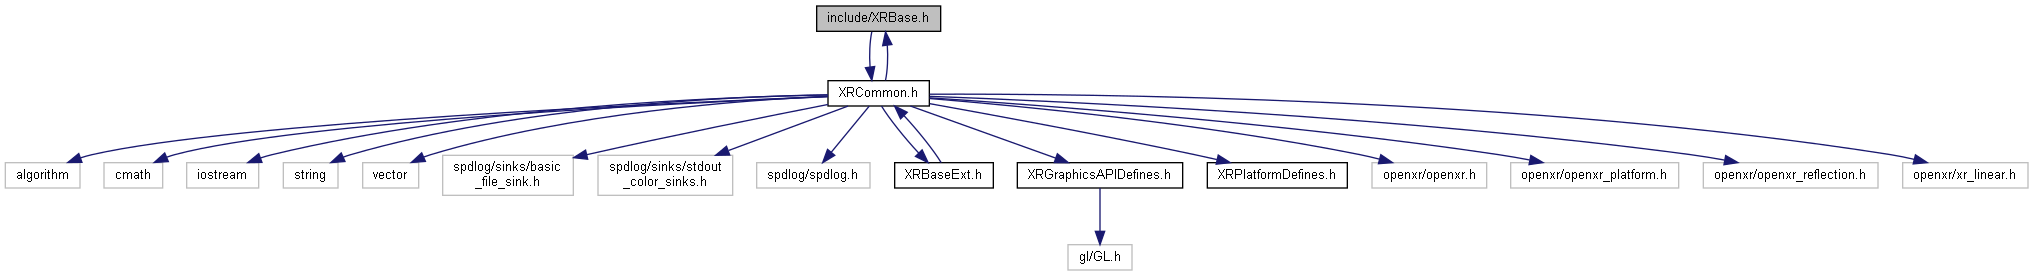 include/XRBase.h
XRCommon.h
algorithm
cmath
iostream
string
vector
spdlog/sinks/basic
_file_sink.h
spdlog/sinks/stdout
_color_sinks.h
spdlog/spdlog.h
XRBaseExt.h
XRGraphicsAPIDefines.h
XRPlatformDefines.h
openxr/openxr.h
openxr/openxr_platform.h
openxr/openxr_reflection.h
openxr/xr_linear.h
gl/GL.h